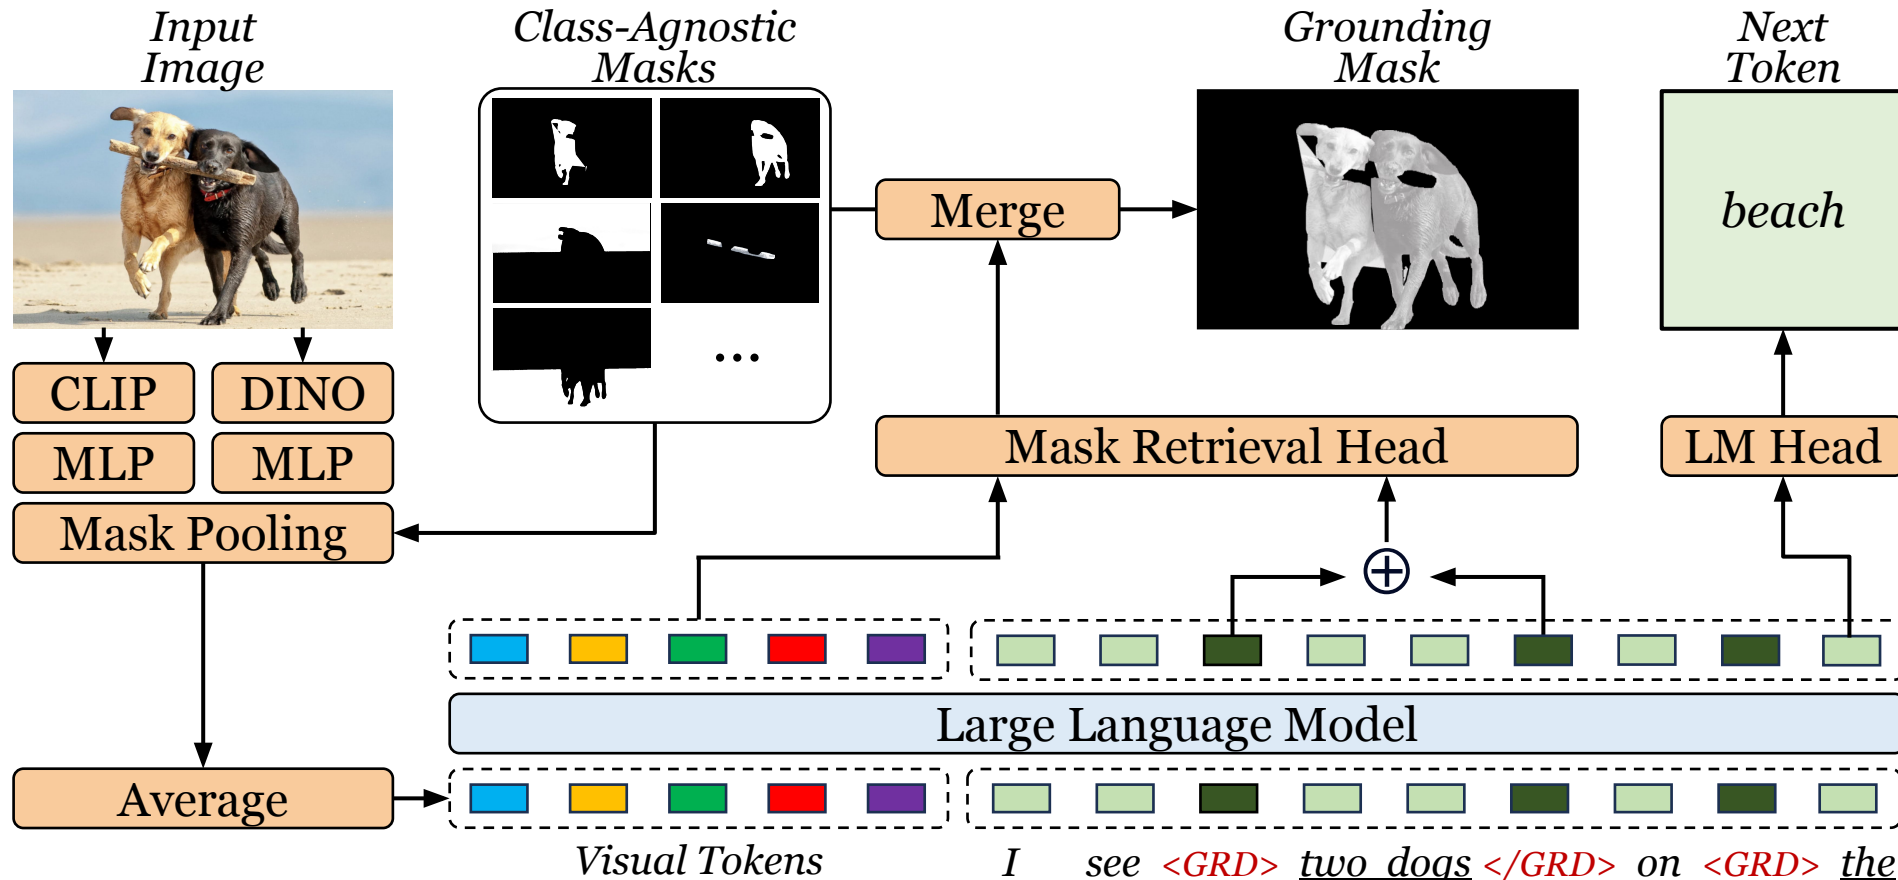 Input
Image
Class-Agnostic
Masks
Grounding
Mask
Next
Token
beach
Merge
CLIP
DINO
MLP
MLP
Mask Pooling
Mask Retrieval Head
LM Head
Large Language Model
Average
Visual Tokens
I see <GRD> two dogs </GRD> on <GRD> the